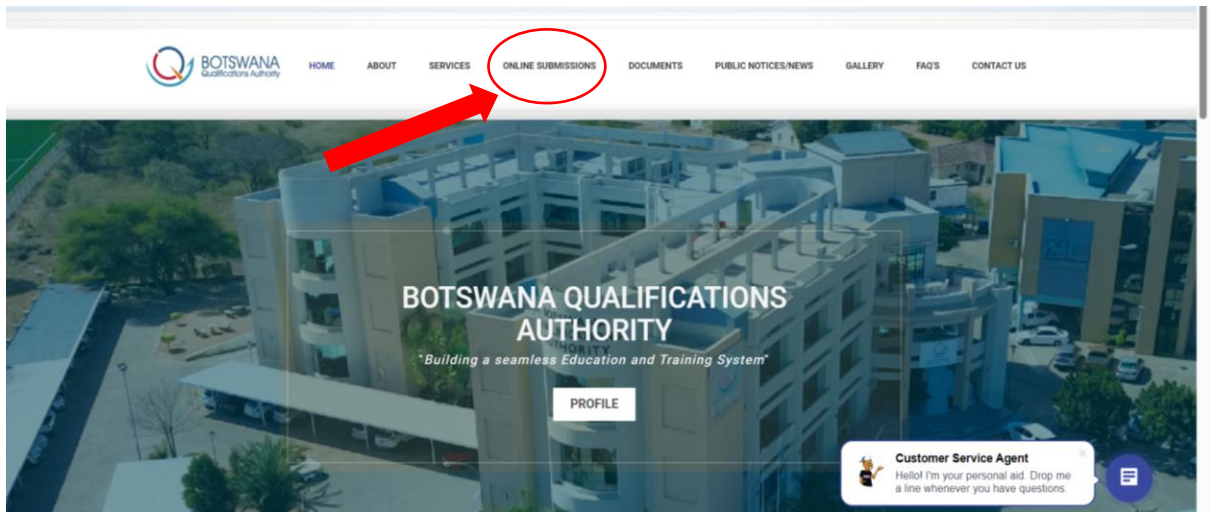 BOTSWANA
Qualifications Authority
HOME ABOUT SERVICES ONLINE SUBMISSIONS DOCUMENTS PUBLIC NOTICES/NEWS GALLERY FAQ'S CONTACT US
BOTSWANA QUALIFICATIONS
AUTHORITY
"Building a seamless Education and Training System"
PROFILE
Customer Service Agent
Hello! I'm your personal aid. Drop me
a line whenever you have questions.